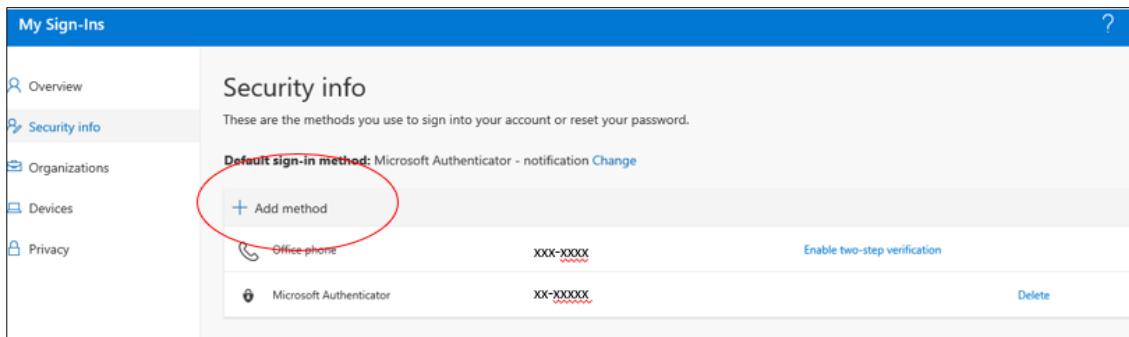 My Sign-Ins
?
Overview
Security info
Organizations
Devices
Privacy
Security info
These are the methods you use to sign into your account or reset your password.
Default sign-in method: Microsoft Authenticator - notification Change
+ Add method
Office phone xxx-xxxx Enable two-step verification
Microsoft Authenticator xx-xxxxx Delete